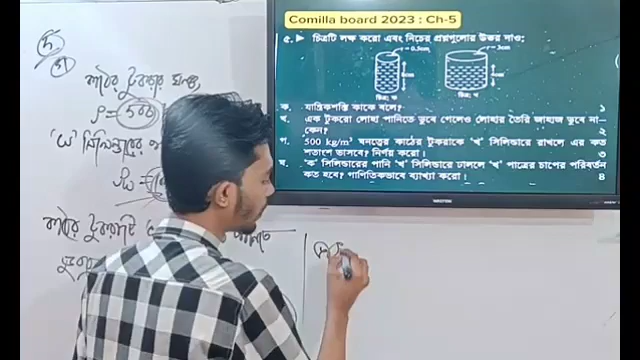 Comilla board 2023 : Ch-5
৫. ▶ চিত্রটি লক্ষ করো এবং নিচের প্রশ্নগুলোর উত্তর দাও:
r = 0.3cm
r = 3cm
ক. যান্ত্রিকশক্তি কাকে বলে? ১
খ. এক টুকরো লোহা পানিতে ডুবে গেলেও লোহার তৈরি জাহাজ ডুবে না-
কেন? ২
গ. 500 kg/m³ ঘনত্বের কাঠের টুকরাকে 'খ' সিলিন্ডারে রাখলে এর কত
শতাংশ ভাসবে? নির্ণয় করো। ৩
ঘ. 'ক' সিলিন্ডারের পানি 'খ' সিলিন্ডারে ঢাললে 'খ' পাত্রের চাপের পরিবর্তন
কত হবে? গাণিতিকভাবে ব্যাখ্যা করো। ৪
কাঠের টুকরার ঘনত্ব,
ρ = 500
কাঠের টুকরাটি